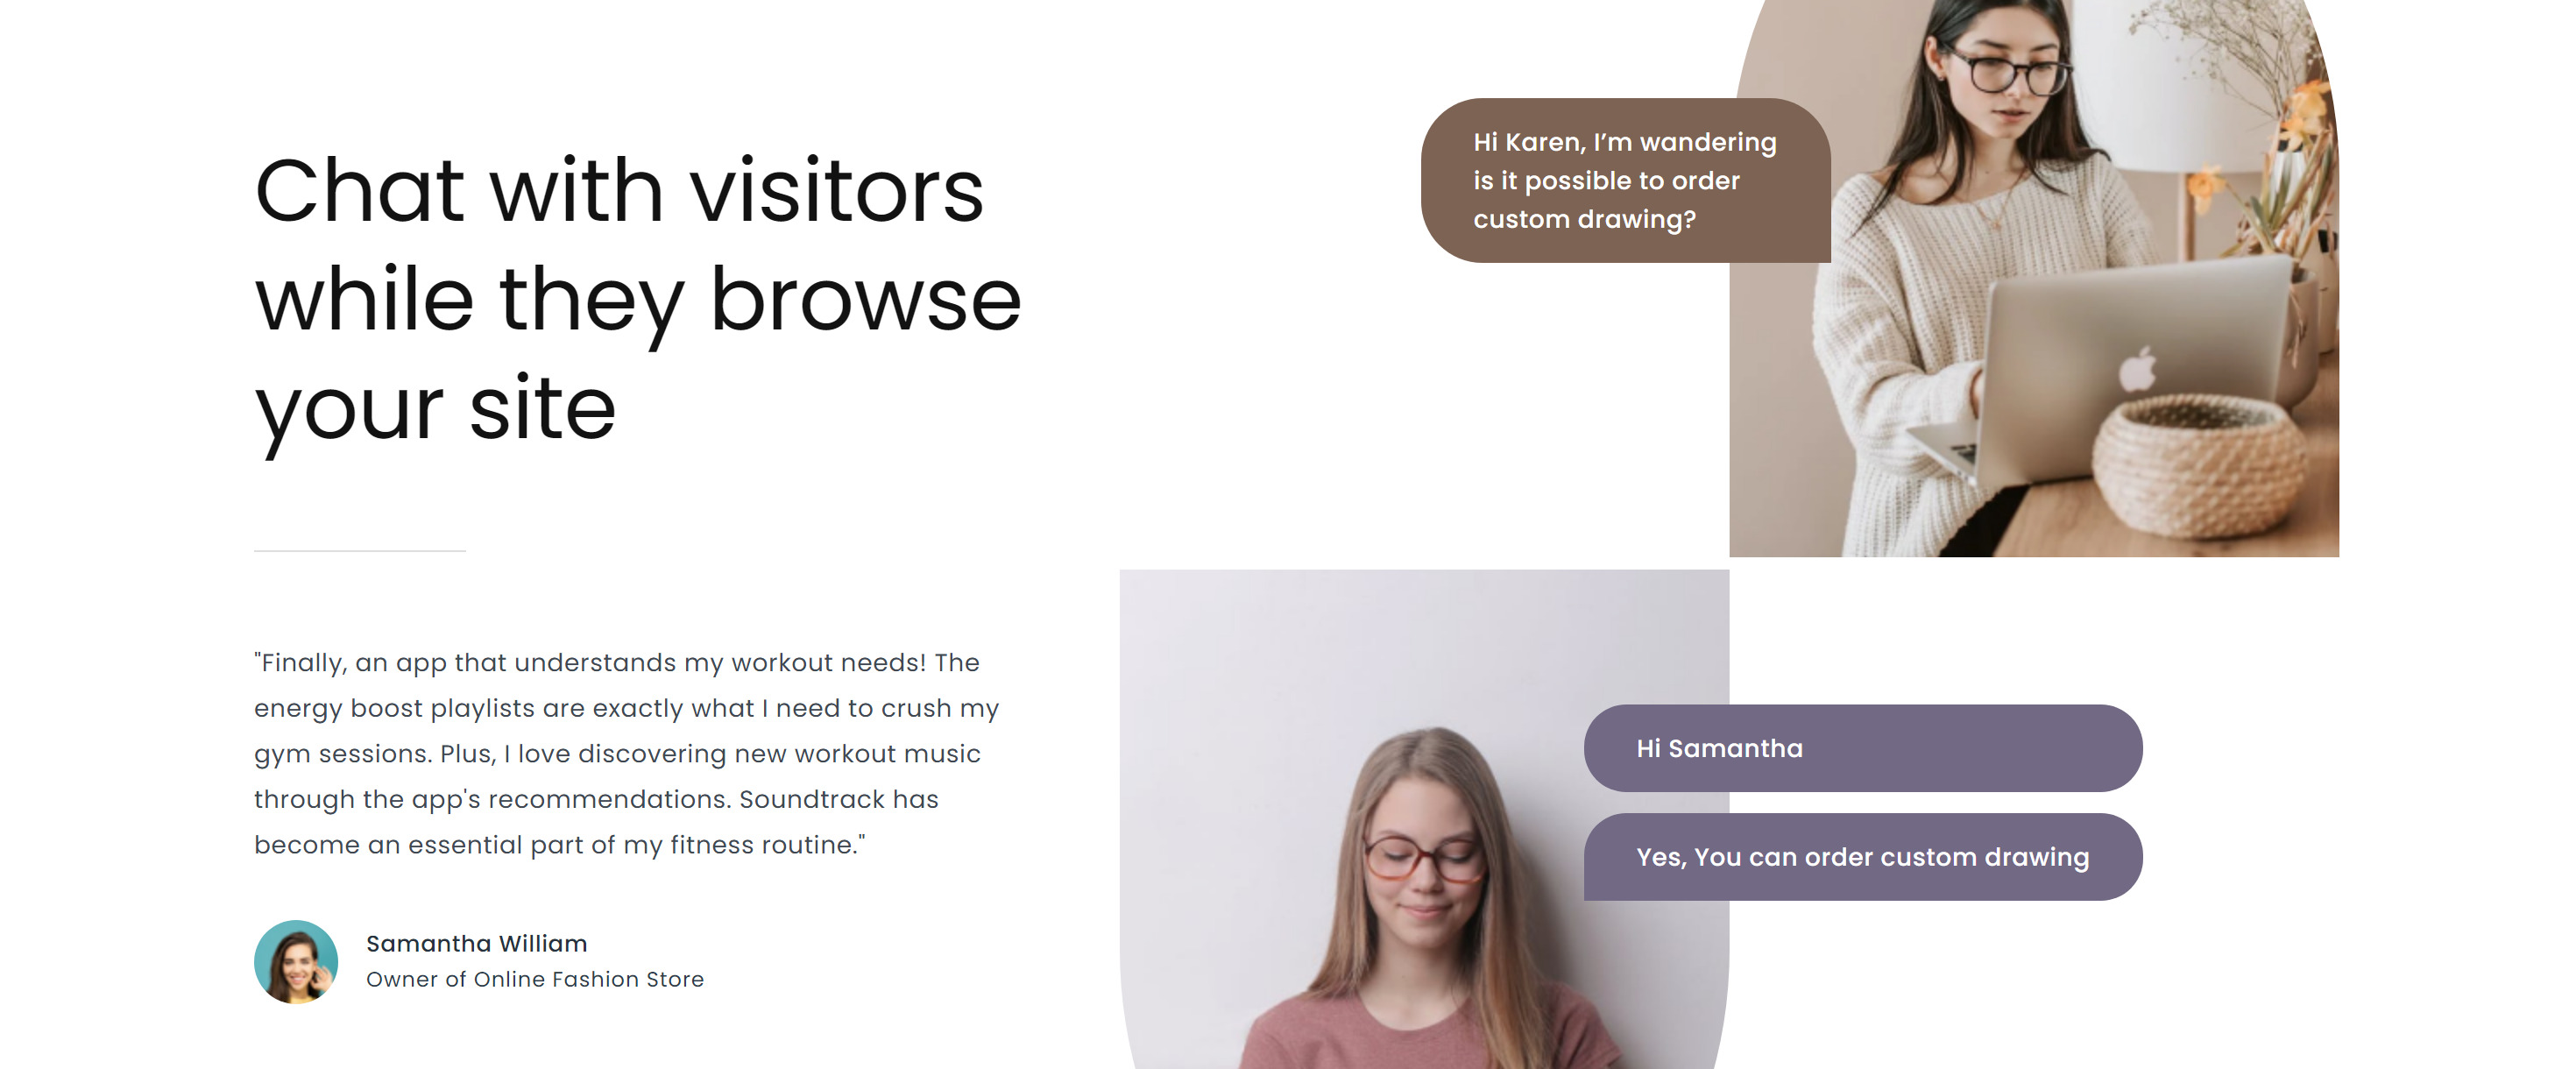 Chat with visitors
while they browse
your site
"Finally, an app that understands my workout needs! The
energy boost playlists are exactly what I need to crush my
gym sessions. Plus, I love discovering new workout music
through the app's recommendations. Soundtrack has
become an essential part of my fitness routine."
Samantha William
Owner of Online Fashion Store
Hi Karen, I’m wandering
is it possible to order
custom drawing?
Hi Samantha
Yes, You can order custom drawing